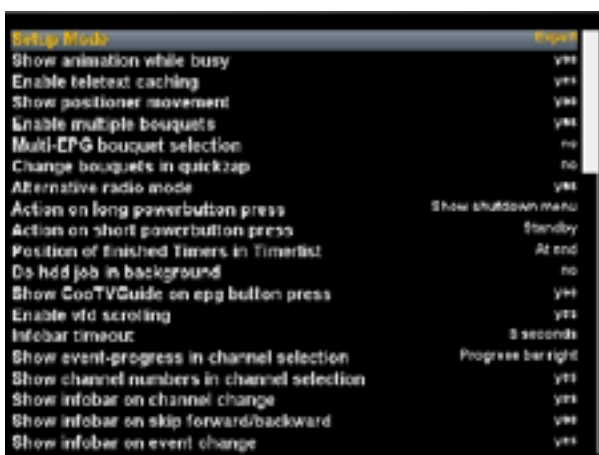 Setup Mode Expert
Show animation while busy yes
Enable teletext caching yes
Show positioner movement yes
Enable multiple bouquets yes
Multi-EPG bouquet selection no
Change bouquets in quickzap no
Alternative radio mode yes
Action on long powerbutton press Show shutdown menu
Action on short powerbutton press Standby
Position of finished Timers in Timerlist At end
Do hdd job in background no
Show CooTVGuide on epg button press yes
Enable vfd scrolling yes
Infobar timeout 5 seconds
Show event-progress in channel selection Progress bar right
Show channel numbers in channel selection yes
Show infobar on channel change yes
Show infobar on skip forward/backward yes
Show infobar on event change yes